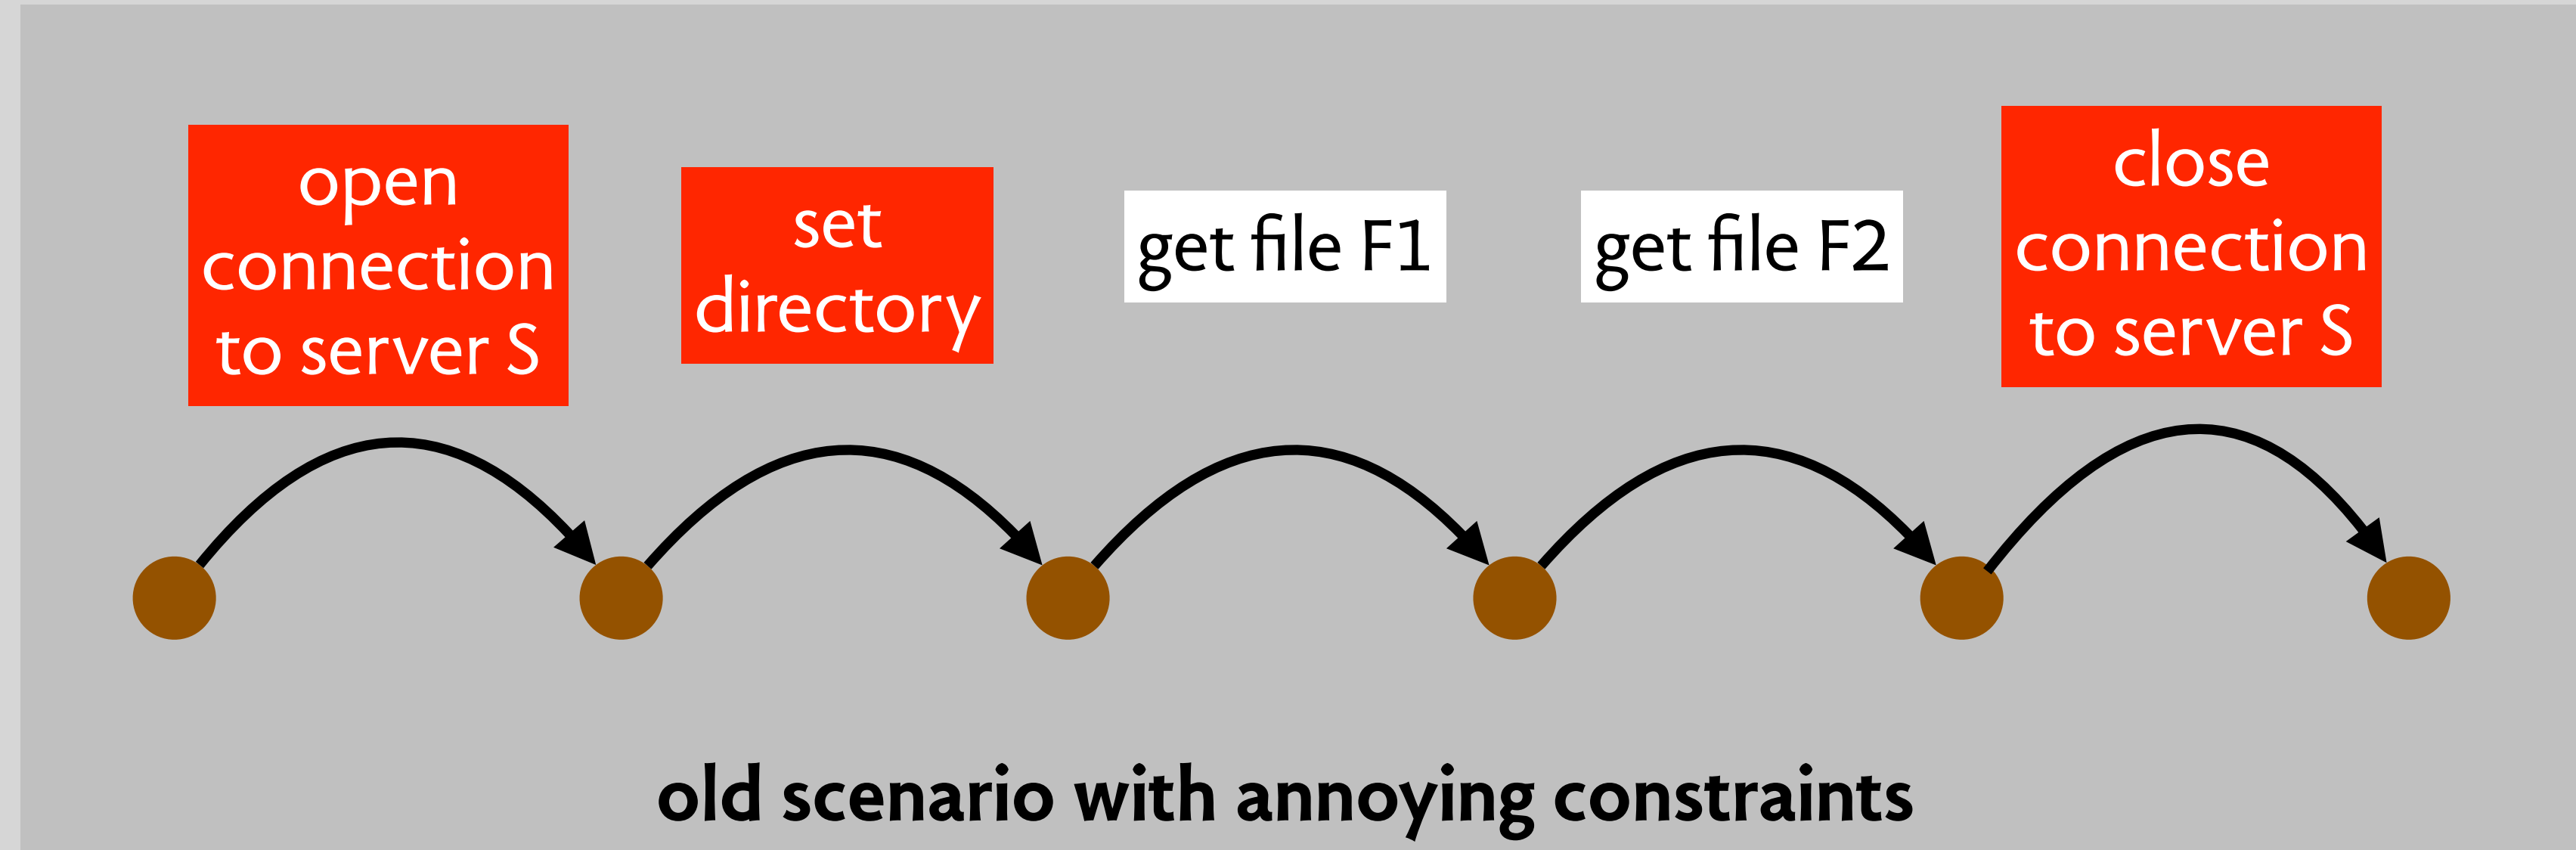 open
connection
to server S
set
directory
get file F1
get file F2
close
connection
to server S
old scenario with annoying constraints